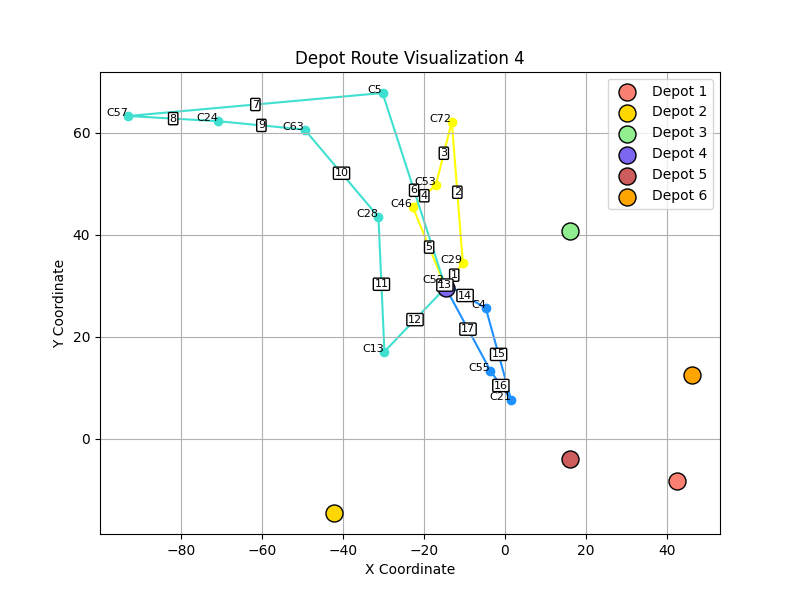 Depot Route Visualization 4
Depot 1
Depot 2
Depot 3
Depot 4
Depot 5
Depot 6
Y Coordinate
60
40
20
0
C5
C57
7
8
C24
9
C63
C72
3
10
C53
6
4
2
C46
C28
5
C29
1
C52
11
13
14
C4
12
17
C13
15
C55
16
C21
−80
−60
−40
−20
0
20
40
X Coordinate